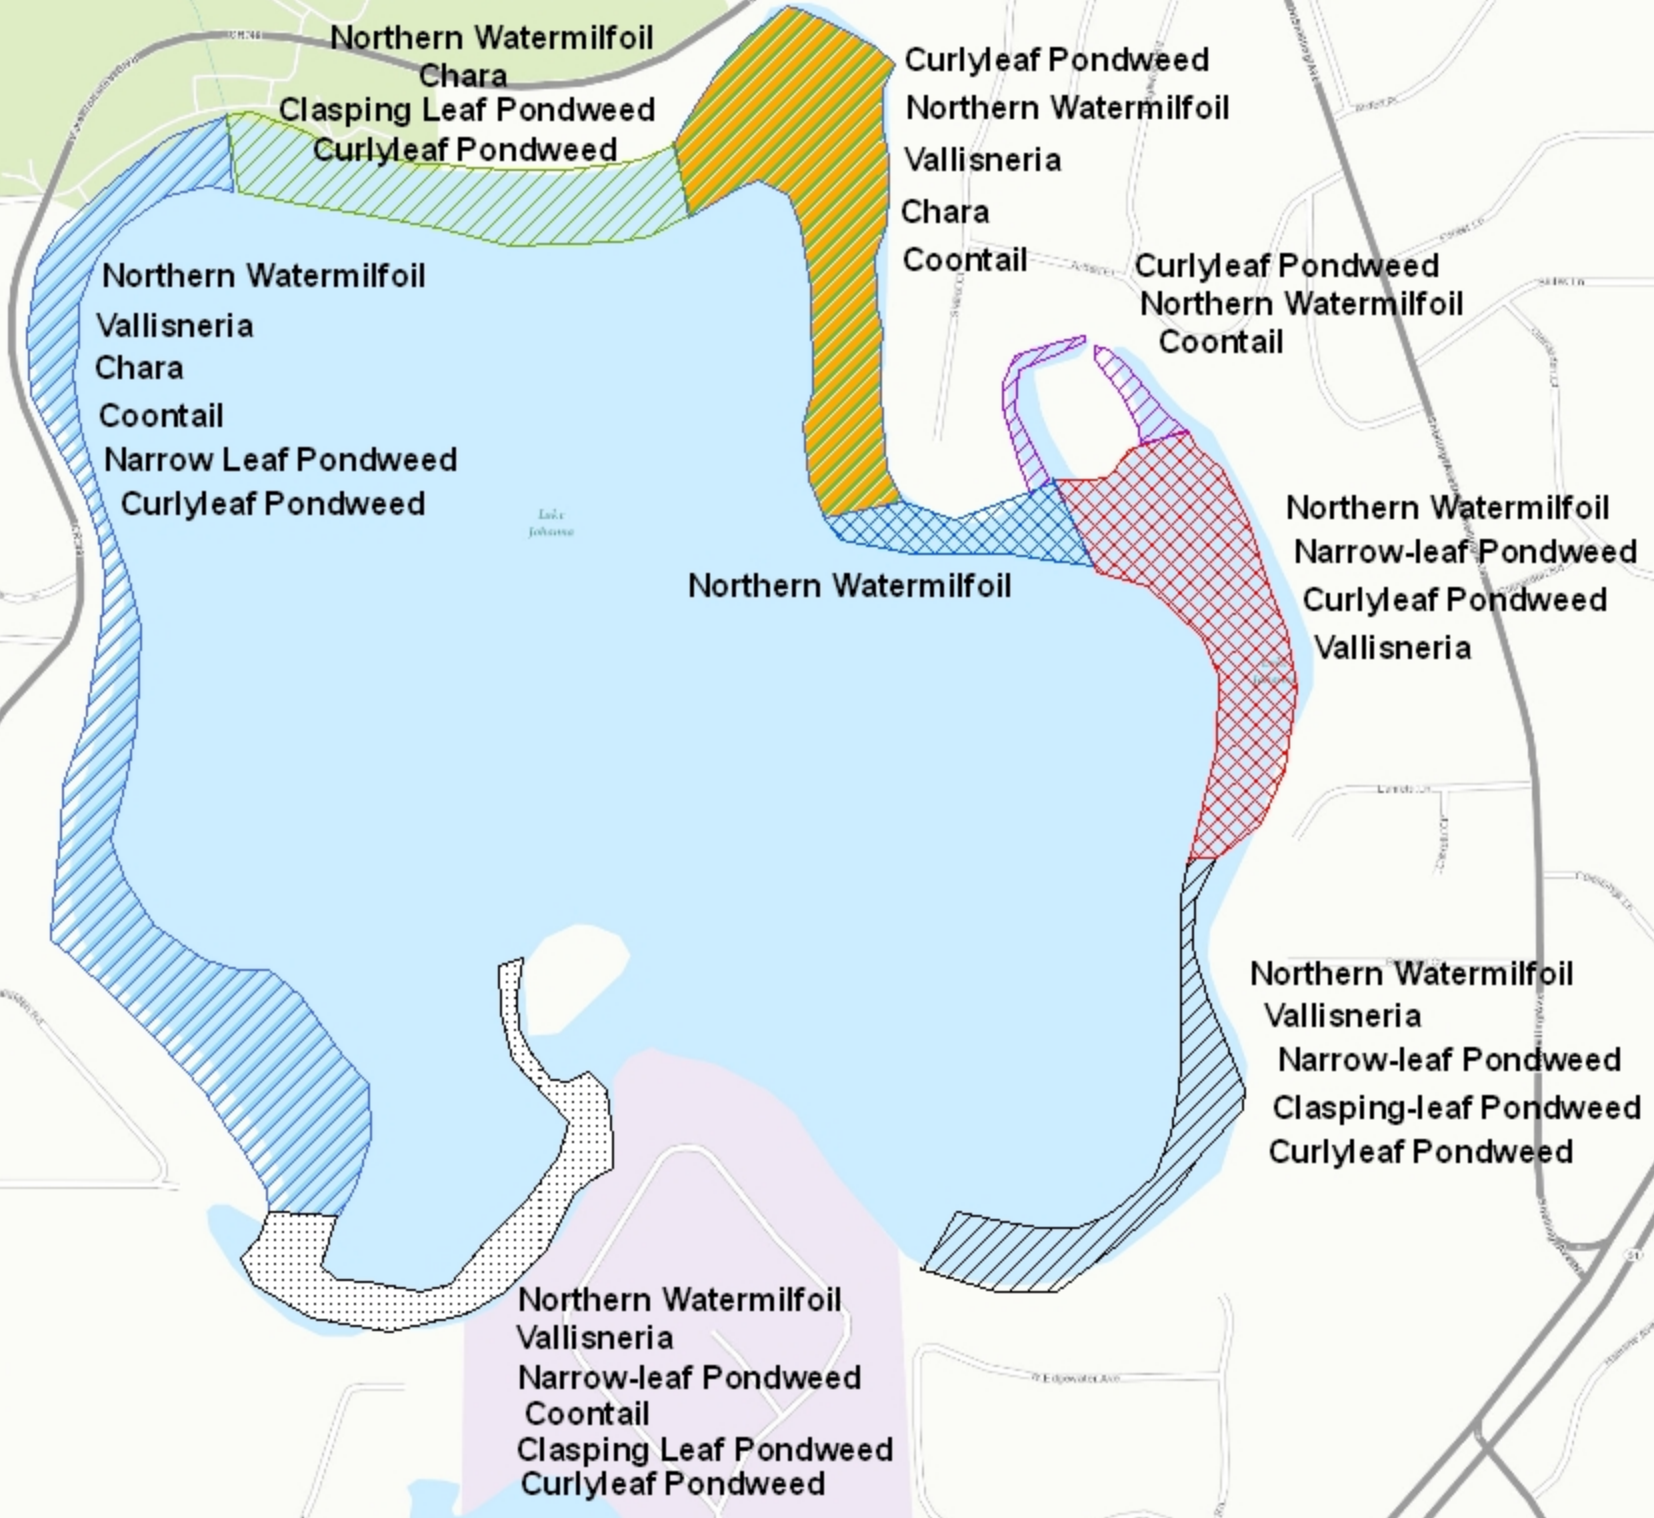 Northern Watermilfoil
Chara
Clasping Leaf Pondweed
Curlyleaf Pondweed
Curlyleaf Pondweed
Northern Watermilfoil
Vallisneria
Chara
Coontail
Curlyleaf Pondweed
Northern Watermilfoil
Coontail
Northern Watermilfoil
Vallisneria
Chara
Coontail
Narrow Leaf Pondweed
Curlyleaf Pondweed
Lake
Johanna
Northern Watermilfoil
Northern Watermilfoil
Narrow-leaf Pondweed
Curlyleaf Pondweed
Vallisneria
Northern Watermilfoil
Vallisneria
Narrow-leaf Pondweed
Clasping-leaf Pondweed
Curlyleaf Pondweed
51
Northern Watermilfoil
Vallisneria
Narrow-leaf Pondweed
Coontail
Clasping Leaf Pondweed
Curlyleaf Pondweed
W Edgewater Ave